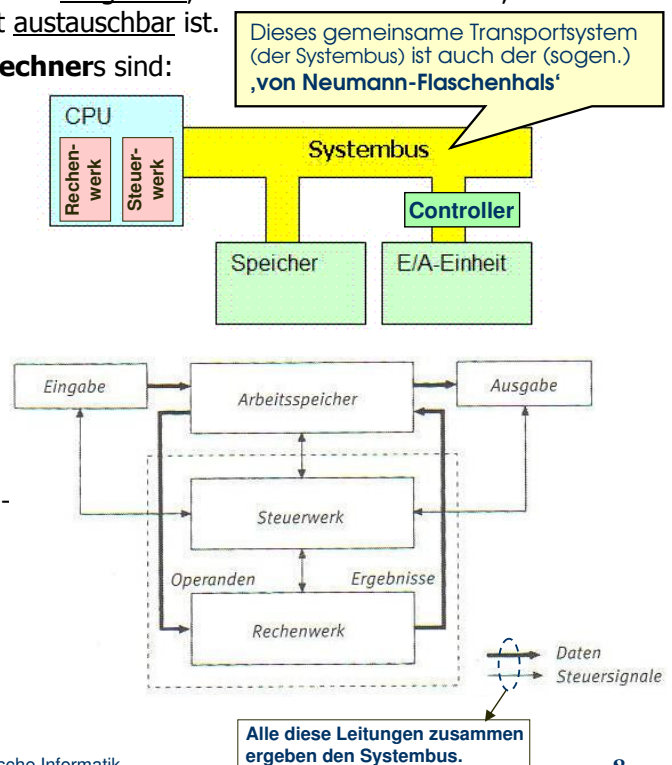 t austauschbar ist.
echners sind:
Dieses gemeinsame Transportsystem
(der Systembus) ist auch der (sogen.)
‚von Neumann-Flaschenhals‘
CPU
Rechen-
werk
Steuer-
werk
Systembus
Controller
Speicher
E/A-Einheit
Eingabe
Arbeitsspeicher
Ausgabe
-
Steuerwerk
Operanden
Ergebnisse
Rechenwerk
Daten
Steuersignale
Alle diese Leitungen zusammen
ergeben den Systembus.
sche Informatik